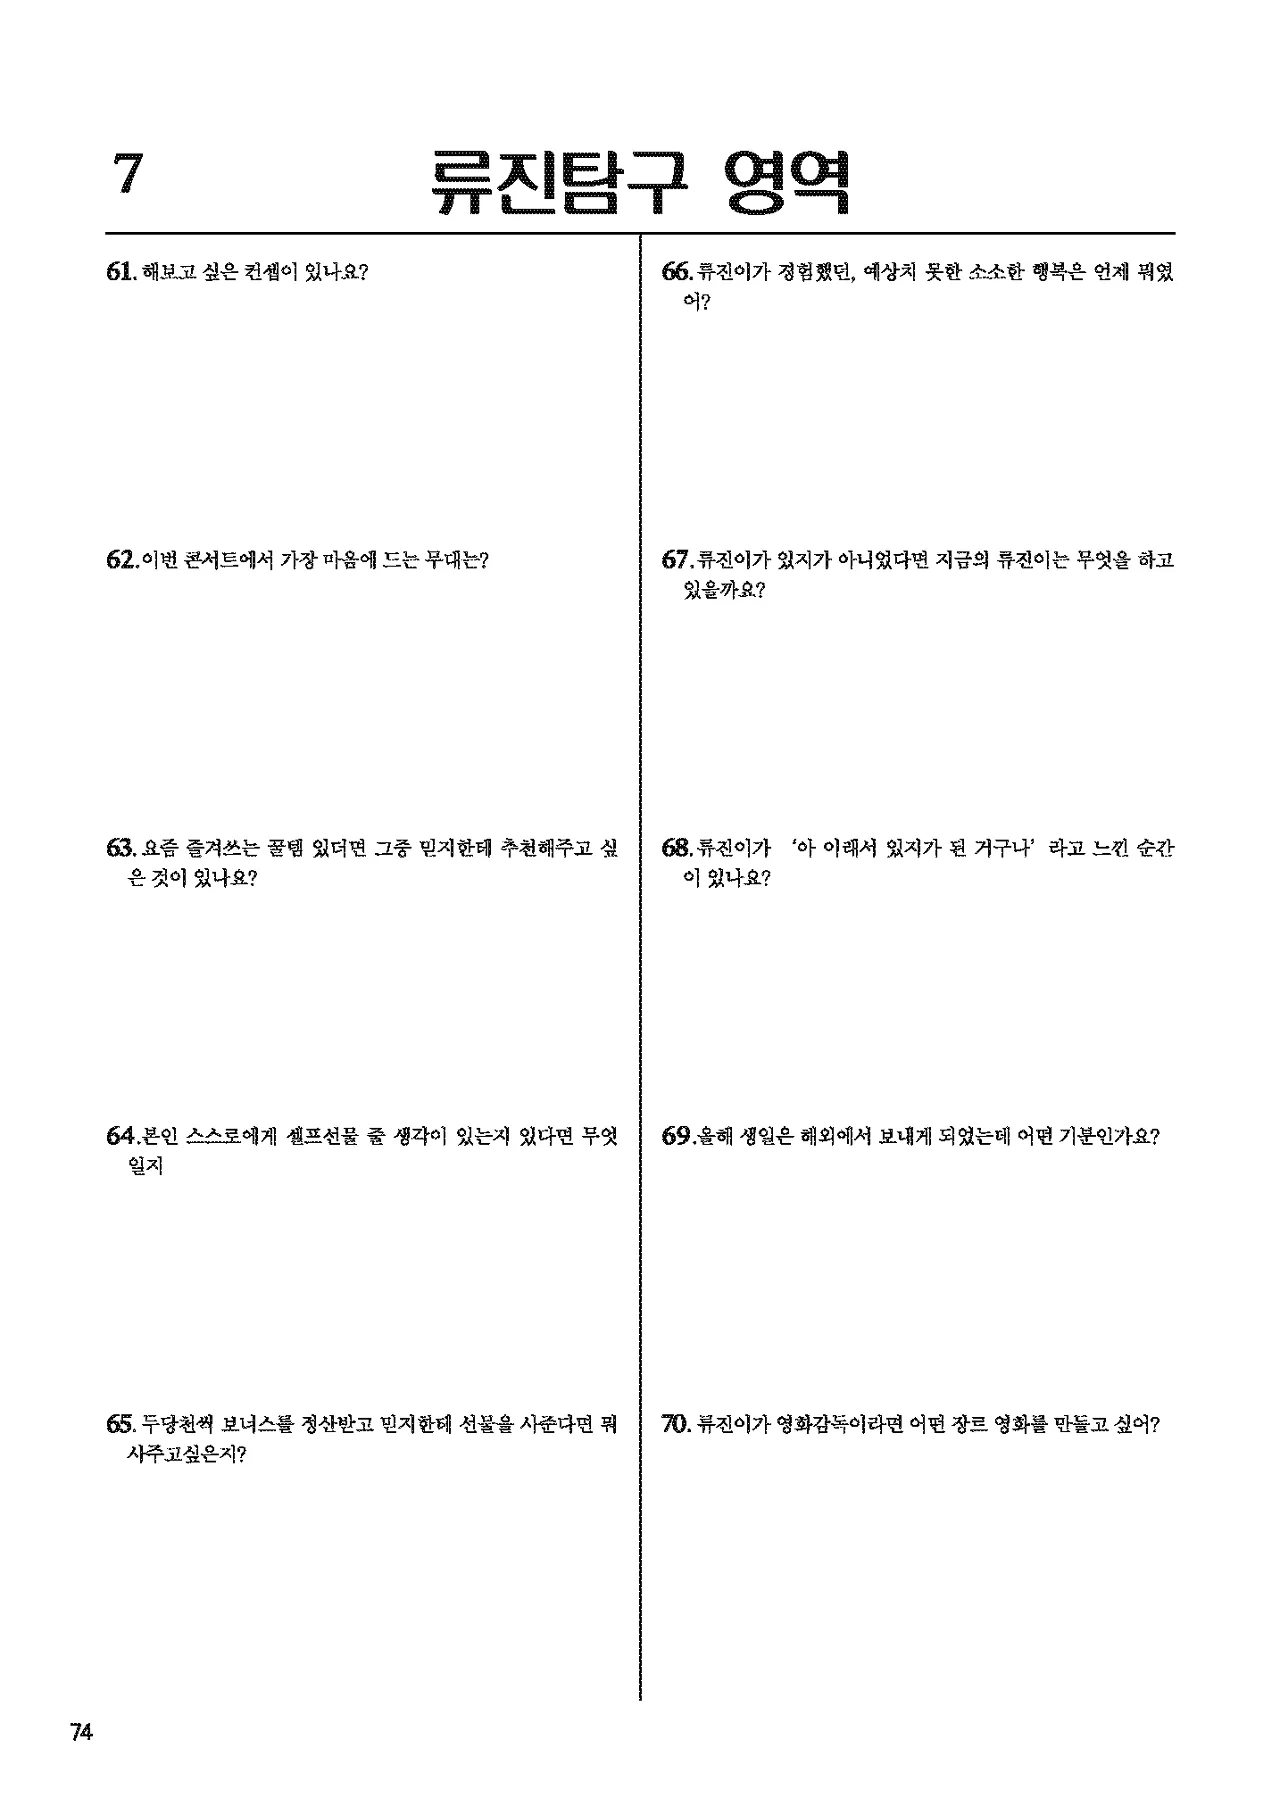 7
류진탐구 영역
61. 해보고 싶은 컨셉이 있나요?
62.이번 콘서트에서 가장 마음에 드는 무대는?
63. 요즘 즐겨쓰는 꿀템 있더면 그중 믿지한테 추천해주고 싶
은 것이 있나요?
64.본인 스스로에게 셀프선물 줄 생각이 있는지 있다면 무엇
일지
65. 두당천씩 보너스를 정산받고 믿지한테 선물을 사준다면 뭐
사주고싶은지?
66.류진이가 경험했던, 예상치 못한 소소한 행복은 언제 뭐였
어?
67.류진이가 있지가 아니었다면 지금의 류진이는 무엇을 하고
있을까요?
68.류진이가 ‘아 이래서 있지가 된 거구나’ 라고 느낀 순간
이 있나요?
69.올해 생일은 해외에서 보내게 되었는데 어떤 기분인가요?
70. 류진이가 영화감독이라면 어떤 장르 영화를 만들고 싶어?
74